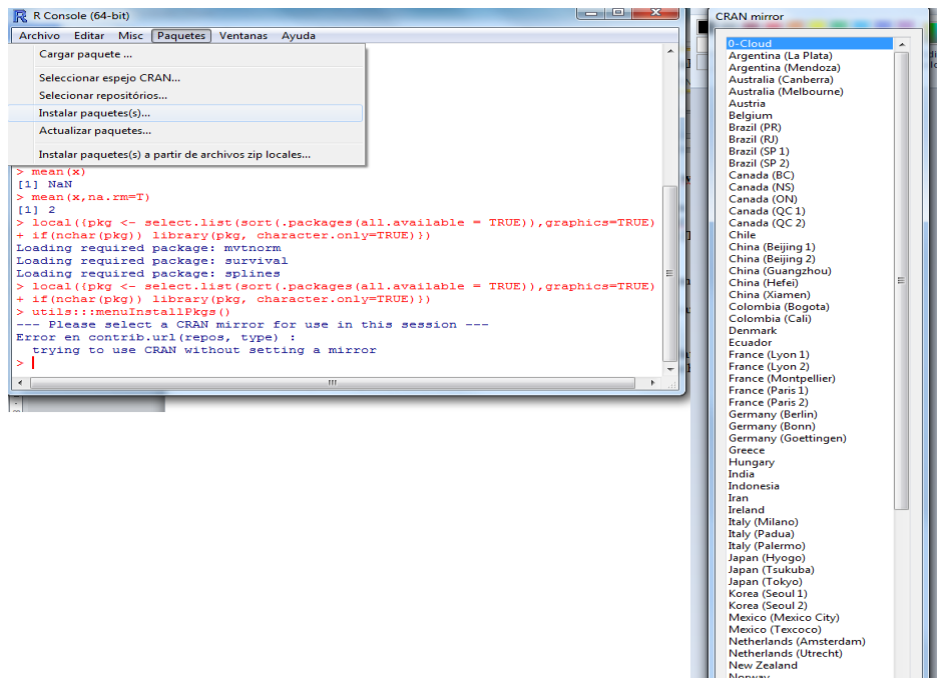 R Console (64-bit)
Archivo Editar Misc Paquetes Ventanas Ayuda
Cargar paquete ...
Seleccionar espejo CRAN...
Selecionar repositórios...
Instalar paquetes(s)...
Actualizar paquetes...
Instalar paquetes(s) a partir de archivos zip locales...
> mean(x)
[1] NaN
> mean(x,na.rm=T)
[1] 2
> local({pkg <- select.list(sort(.packages(all.available = TRUE)),graphics=TRUE)
+ if(nchar(pkg)) library(pkg, character.only=TRUE)})
Loading required package: mvtnorm
Loading required package: survival
Loading required package: splines
> local({pkg <- select.list(sort(.packages(all.available = TRUE)),graphics=TRUE)
+ if(nchar(pkg)) library(pkg, character.only=TRUE)})
> utils:::menuInstallPkgs()
--- Please select a CRAN mirror for use in this session ---
Error en contrib.url(repos, type) :
trying to use CRAN without setting a mirror
>
CRAN mirror
0-Cloud
Argentina (La Plata)
Argentina (Mendoza)
Australia (Canberra)
Australia (Melbourne)
Austria
Belgium
Brazil (PR)
Brazil (RJ)
Brazil (SP 1)
Brazil (SP 2)
Canada (BC)
Canada (NS)
Canada (ON)
Canada (QC 1)
Canada (QC 2)
Chile
China (Beijing 1)
China (Beijing 2)
China (Guangzhou)
China (Hefei)
China (Xiamen)
Colombia (Bogota)
Colombia (Cali)
Denmark
Ecuador
France (Lyon 1)
France (Lyon 2)
France (Montpellier)
France (Paris 1)
France (Paris 2)
Germany (Berlin)
Germany (Bonn)
Germany (Goettingen)
Greece
Hungary
India
Indonesia
Iran
Ireland
Italy (Milano)
Italy (Padua)
Italy (Palermo)
Japan (Hyogo)
Japan (Tsukuba)
Japan (Tokyo)
Korea (Seoul 1)
Korea (Seoul 2)
Mexico (Mexico City)
Mexico (Texcoco)
Netherlands (Amsterdam)
Netherlands (Utrecht)
New Zealand
Norway